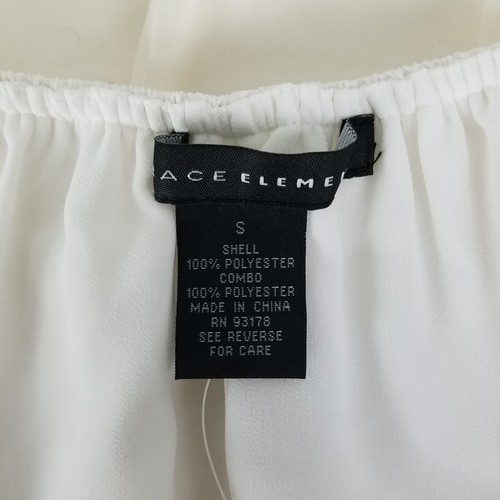 ACE ELEME
S
SHELL
100% POLYESTER
COMBO
100% POLYESTER
MADE IN CHINA
RN 93178
SEE REVERSE
FOR CARE